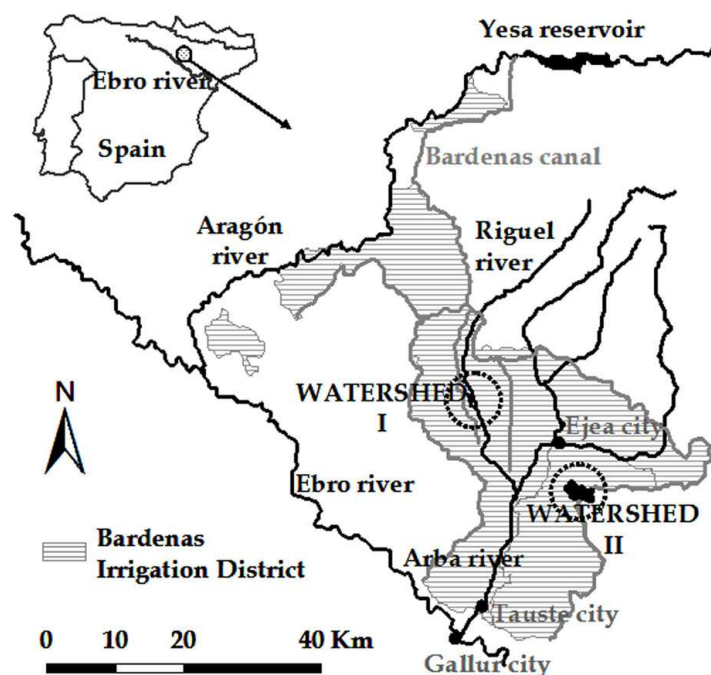 Yesa reservoir
Ebro river
Spain
Bardenas canal
Aragón
river
Riguel
river
WATERSHED
I
N
Ejea city
Ebro river
WATERSHED
II
Bardenas
Irrigation District
Arba river
Tauste city
0 10 20 40 Km
Gallur city